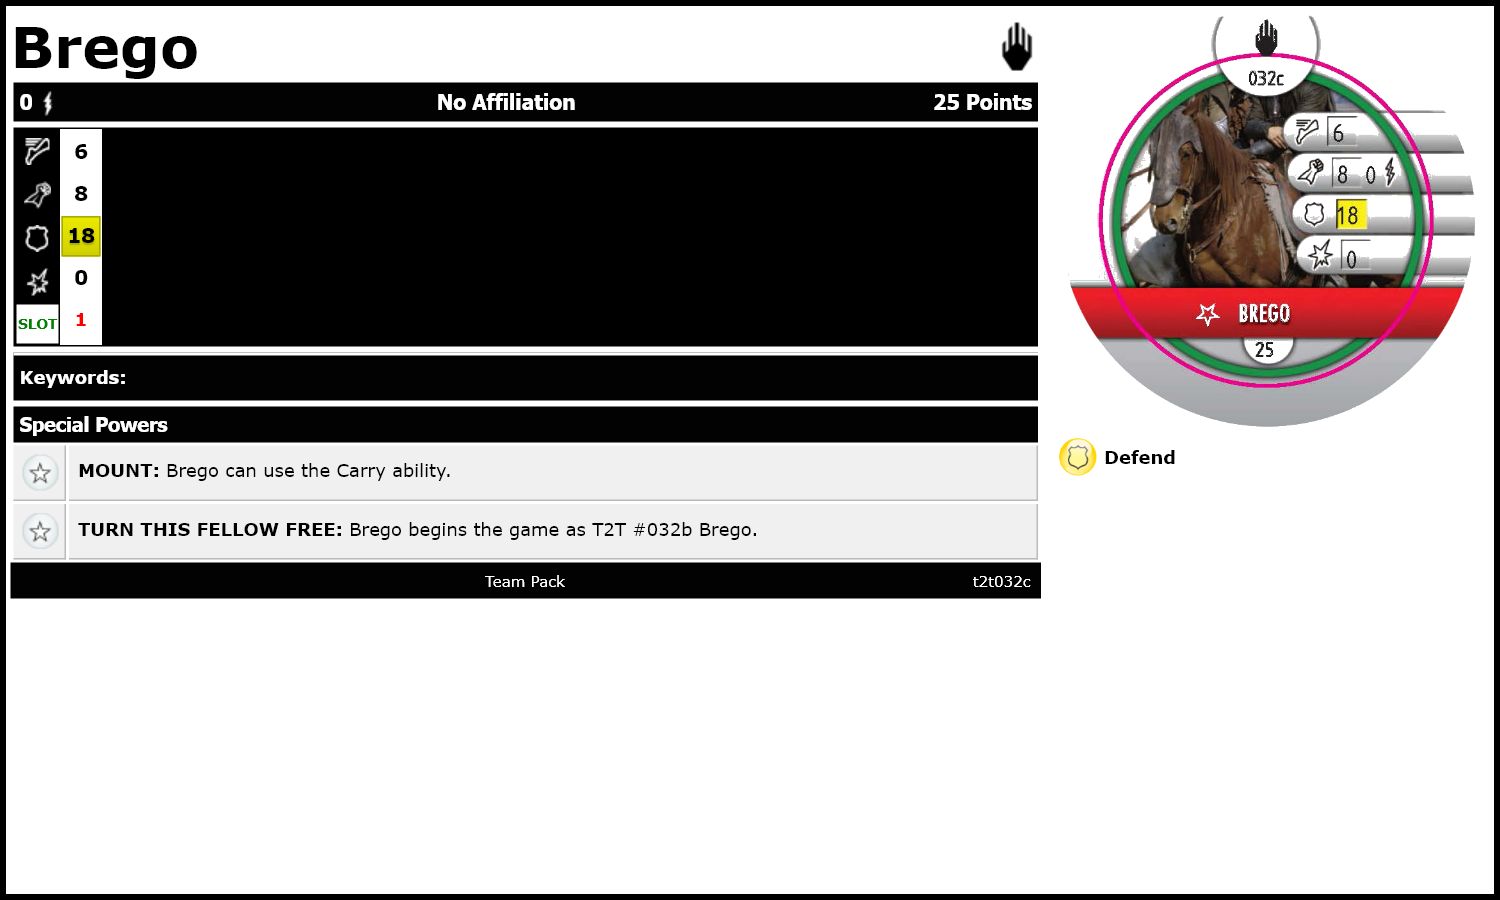 Brego
0 No Affiliation 25 Points
6
8
18
0
SLOT 1
Keywords:
Special Powers
MOUNT: Brego can use the Carry ability.
TURN THIS FELLOW FREE: Brego begins the game as T2T #032b Brego.
Team Pack t2t032c
032c
6
8 0
18
0
BREGO
25
Defend